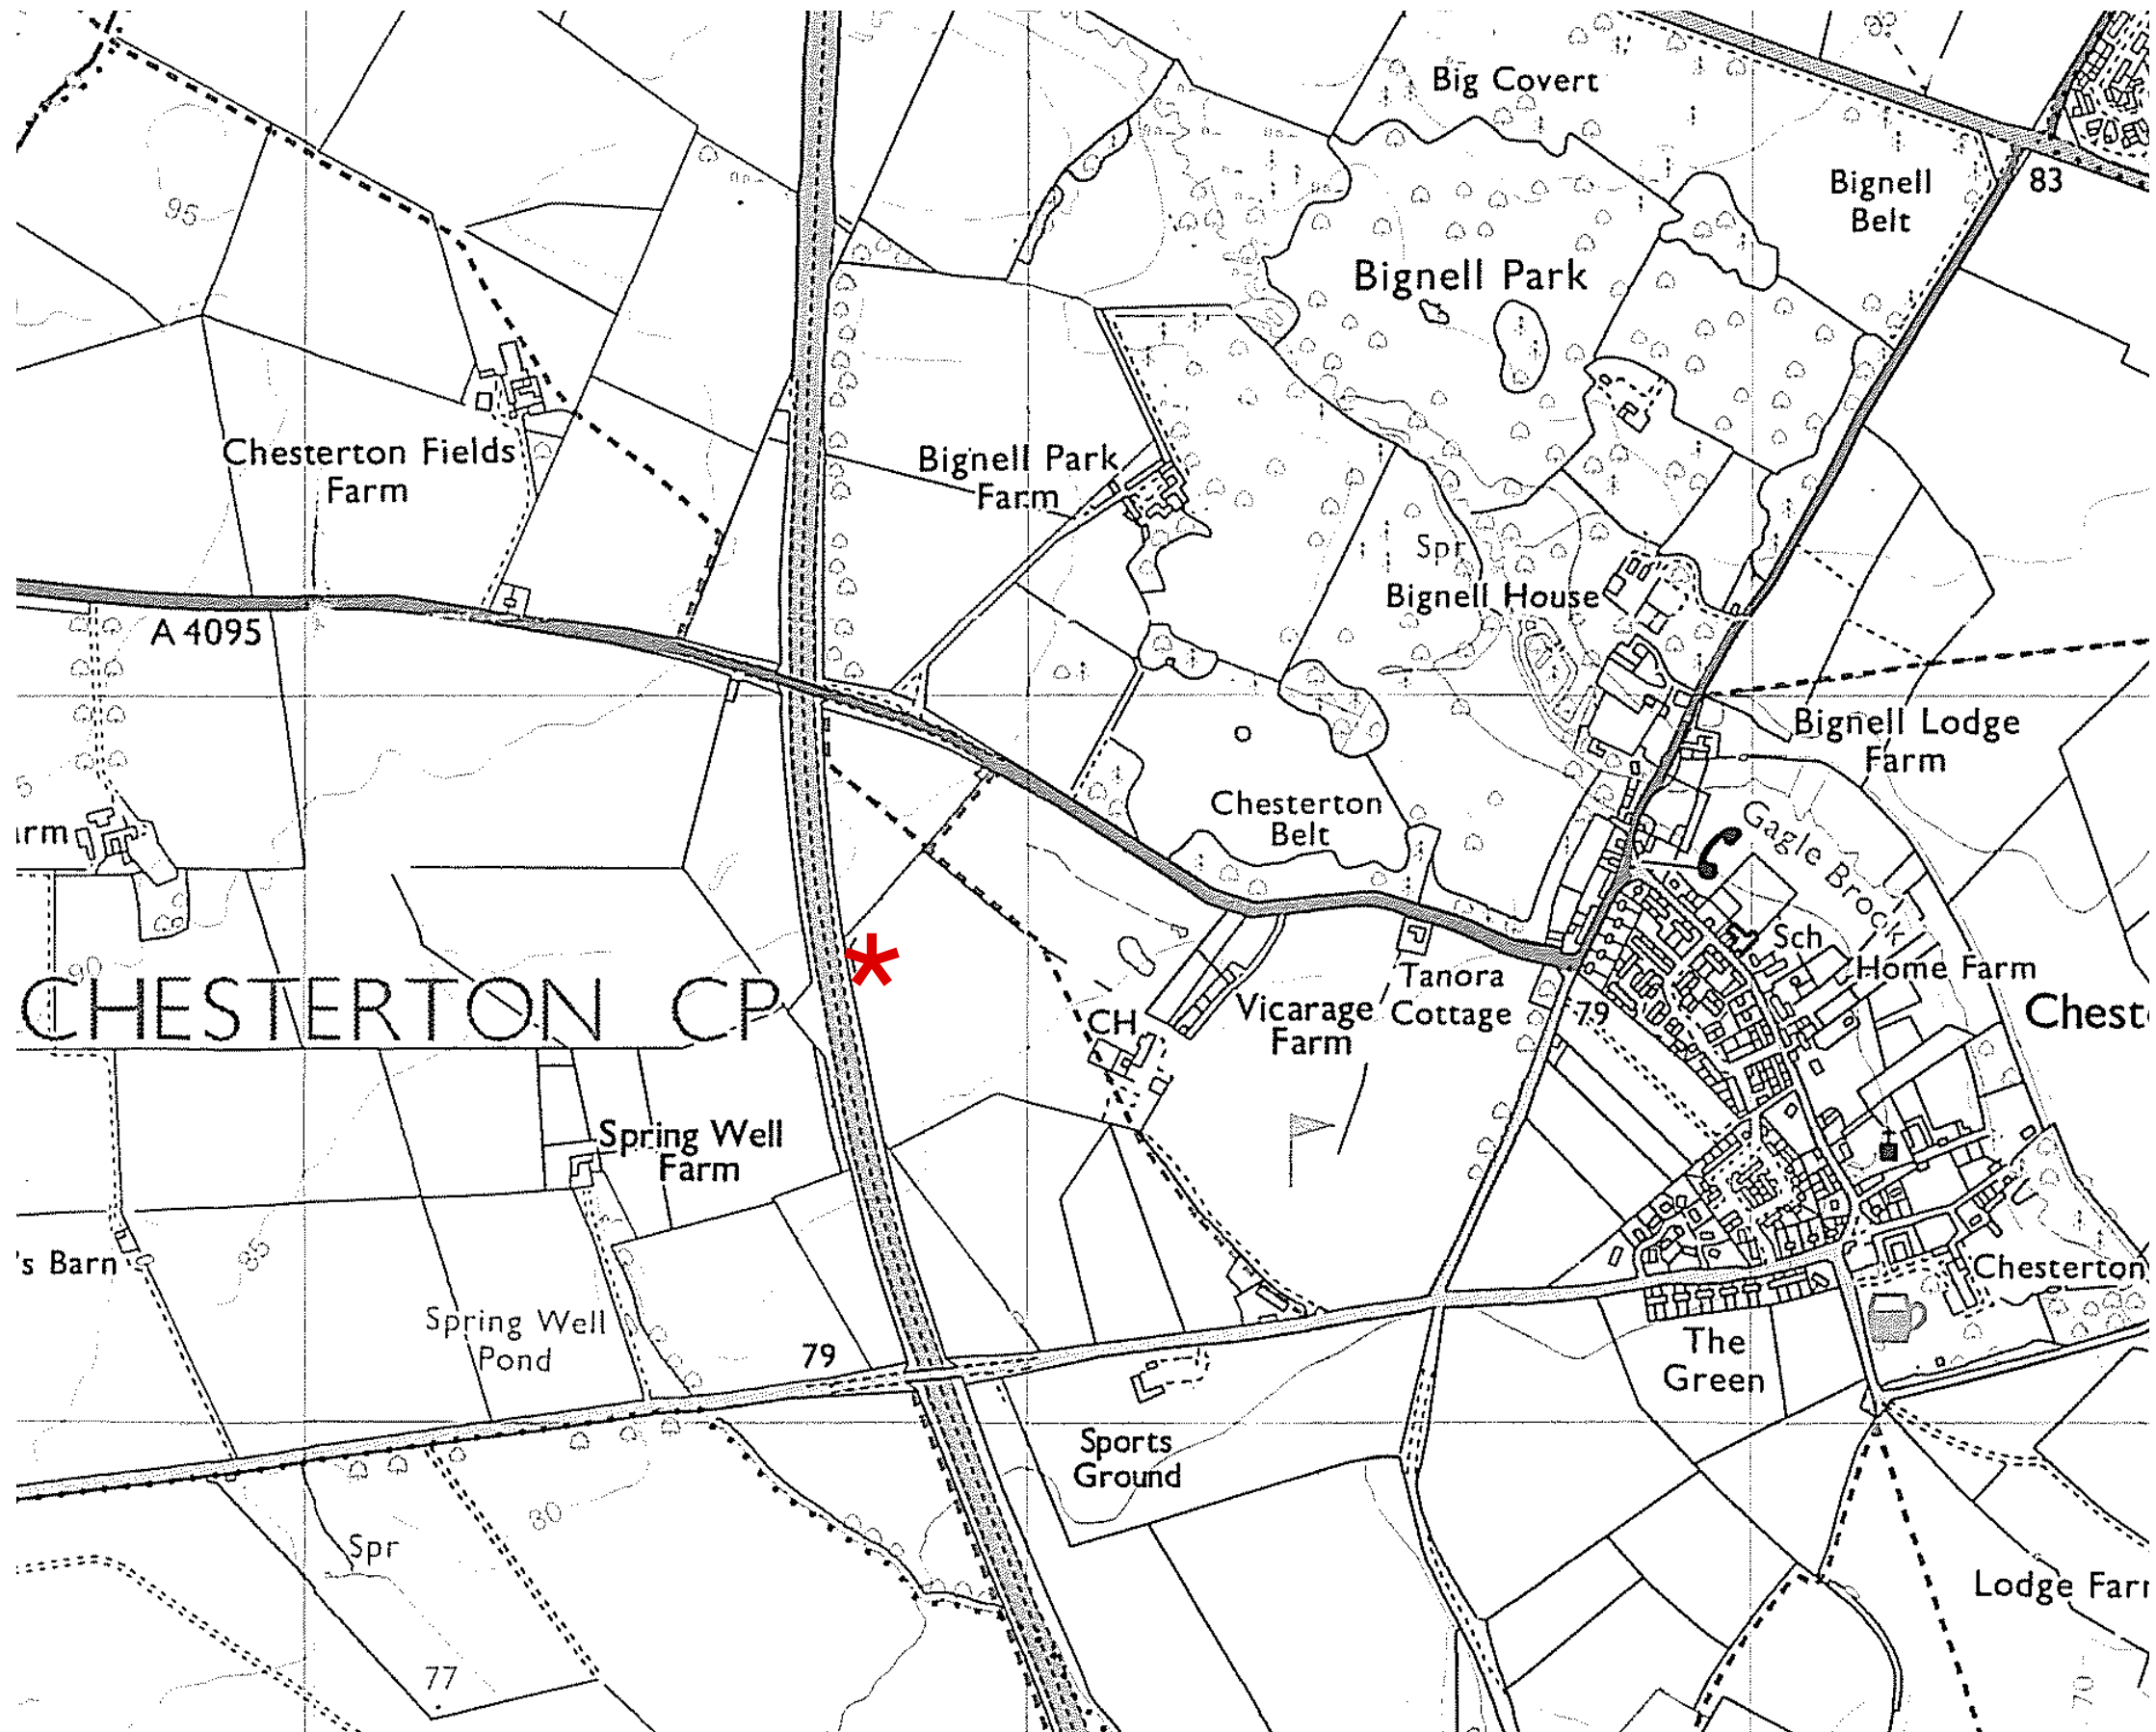 Big Covert
83
Bignell
Belt
95
Bignell Park
Chesterton Fields
Farm
Bignell Park
Farm
Spr
Bignell House
A 4095
Bignell Lodge
Farm
Chesterton
Belt
Gagle Brook
Sch
Home Farm
90
CHESTERTON CP
Tanora
Cottage
Vicarage
Farm
79
CH
Chest
Spring Well
Farm
's Barn
85
Chesterton
Spring Well
Pond
79
The
Green
Sports
Ground
80
Spr
Lodge Far
77
70